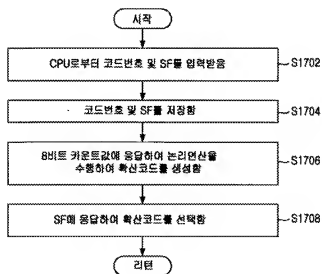 시작
CPU로부터 코드번호 및 SF를 입력받음
S1702
코드번호 및 SF를 저장함
S1704
8비트 카운트값에 응답하여 논리연산을
수행하여 확산코드를 생성함
S1706
SF에 응답하여 확산코드를 선택함
S1708
리턴